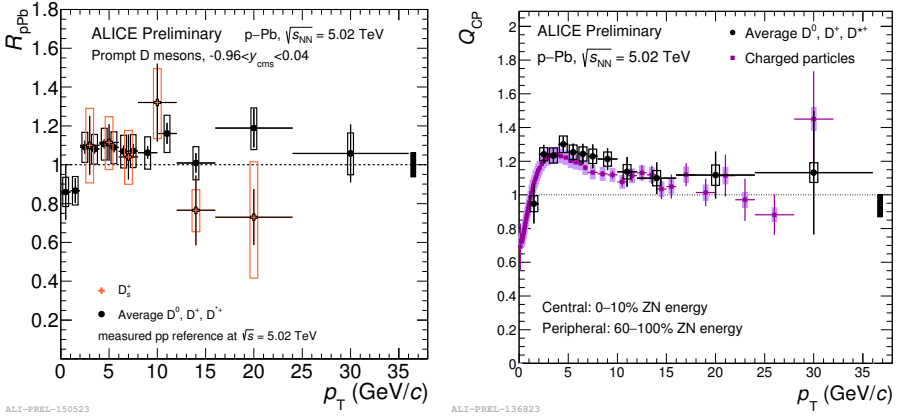 R_pPb
1.8
1.6
1.4
1.2
1
0.8
0.6
0.4
0.2
ALICE Preliminary
p–Pb, √s_NN = 5.02 TeV
Prompt D mesons, -0.96<y_cms<0.04
D_s^+
Average D^0, D^+, D^*+
measured pp reference at √s = 5.02 TeV
0 5 10 15 20 25 30 35
p_T (GeV/c)
ALI-PREL-150523
Q_CP
2
1.8
1.6
1.4
1.2
1
0.8
0.6
0.4
0.2
0
ALICE Preliminary
p–Pb, √s_NN = 5.02 TeV
Average D^0, D^+, D^*+
Charged particles
Central: 0–10% ZN energy
Peripheral: 60–100% ZN energy
0 5 10 15 20 25 30 35
p_T (GeV/c)
ALI-PREL-136823